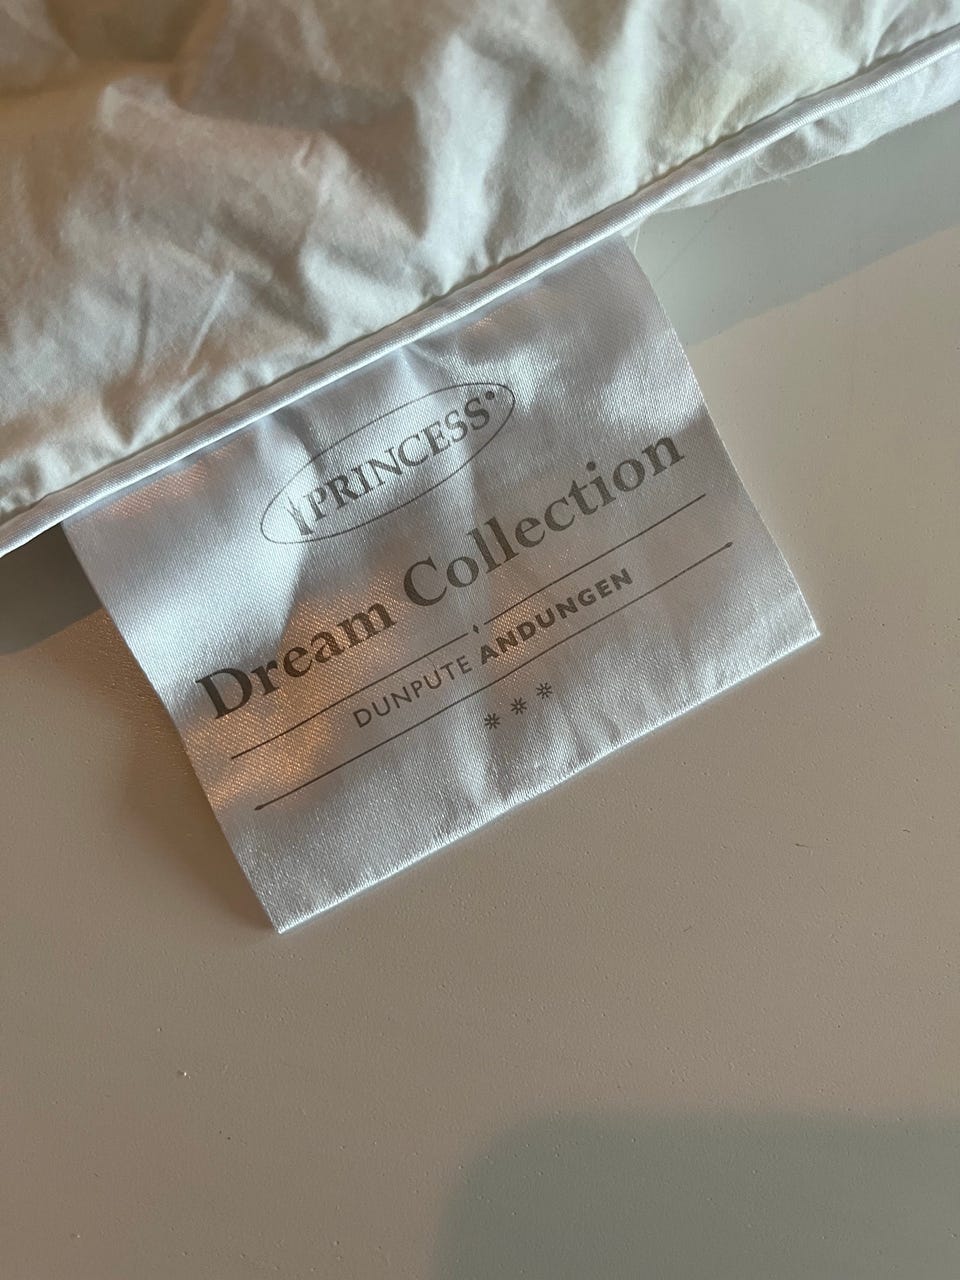 PRINCESS®
Dream Collection
DUNPUTE ANDUNGEN